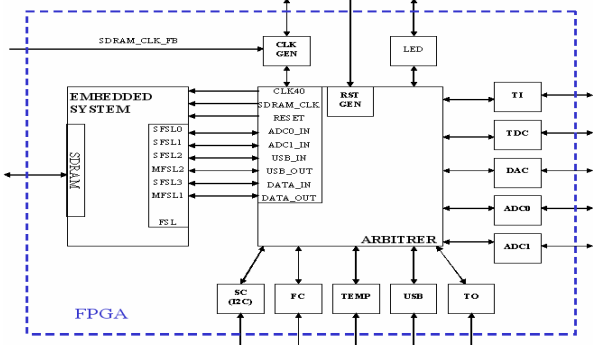 SDRAM_CLK_FB
CLK
GEN
LED
EMBEDDED
SYSTEM
CLK40
SDRAM_CLK
RESET
RST
GEN
SFSL0
SFSL1
SFSL2
MFSL2
SFSL3
MFSL1
FSL
SDRAM
ADC0_IN
ADC1_IN
USB_IN
USB_OUT
DATA_IN
DATA_OUT
ARBITRER
TI
TDC
DAC
ADC0
ADC1
SC
(I2C)
FC
TEMP
USB
TO
FPGA